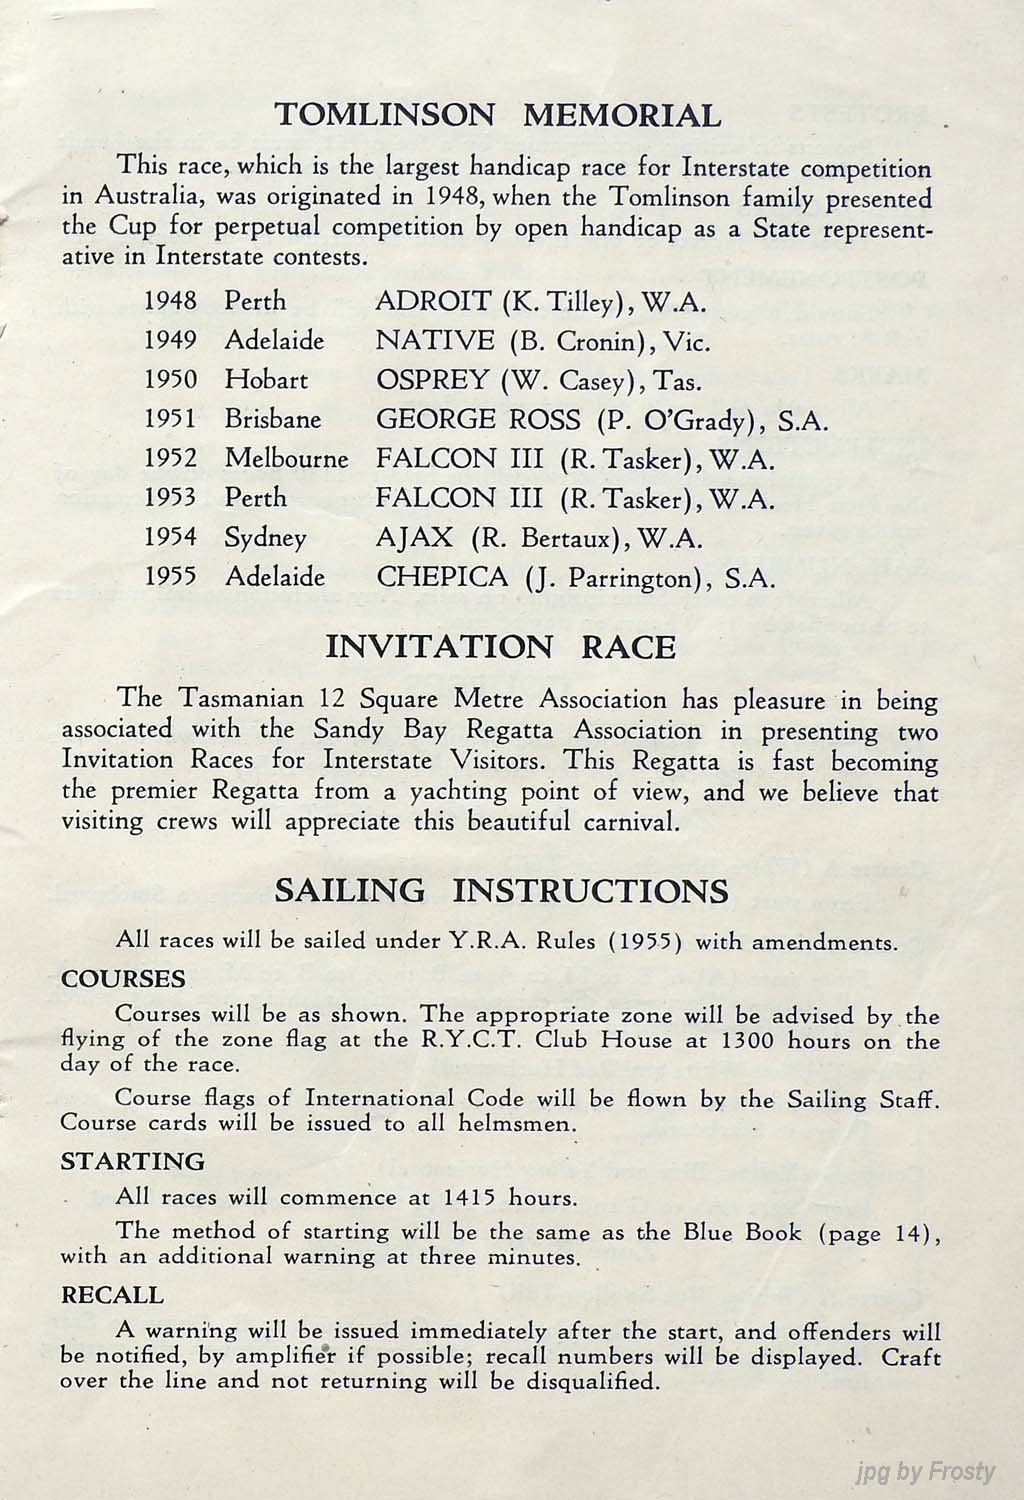 TOMLINSON MEMORIAL
This race, which is the largest handicap race for Interstate competition
in Australia, was originated in 1948, when the Tomlinson family presented
the Cup for perpetual competition by open handicap as a State represent-
ative in Interstate contests.
1948 Perth ADROIT (K. Tilley), W.A.
1949 Adelaide NATIVE (B. Cronin), Vic.
1950 Hobart OSPREY (W. Casey), Tas.
1951 Brisbane GEORGE ROSS (P. O'Grady), S.A.
1952 Melbourne FALCON III (R. Tasker), W.A.
1953 Perth FALCON III (R. Tasker), W.A.
1954 Sydney AJAX (R. Bertaux), W.A.
1955 Adelaide CHEPICA (J. Parrington), S.A.
INVITATION RACE
The Tasmanian 12 Square Metre Association has pleasure in being
associated with the Sandy Bay Regatta Association in presenting two
Invitation Races for Interstate Visitors. This Regatta is fast becoming
the premier Regatta from a yachting point of view, and we believe that
visiting crews will appreciate this beautiful carnival.
SAILING INSTRUCTIONS
All races will be sailed under Y.R.A. Rules (1955) with amendments.
COURSES
Courses will be as shown. The appropriate zone will be advised by the
flying of the zone flag at the R.Y.C.T. Club House at 1300 hours on the
day of the race.
Course flags of International Code will be flown by the Sailing Staff.
Course cards will be issued to all helmsmen.
STARTING
All races will commence at 1415 hours.
The method of starting will be the same as the Blue Book (page 14),
with an additional warning at three minutes.
RECALL
A warning will be issued immediately after the start, and offenders will
be notified, by amplifier if possible; recall numbers will be displayed. Craft
over the line and not returning will be disqualified.
jpg by Frosty